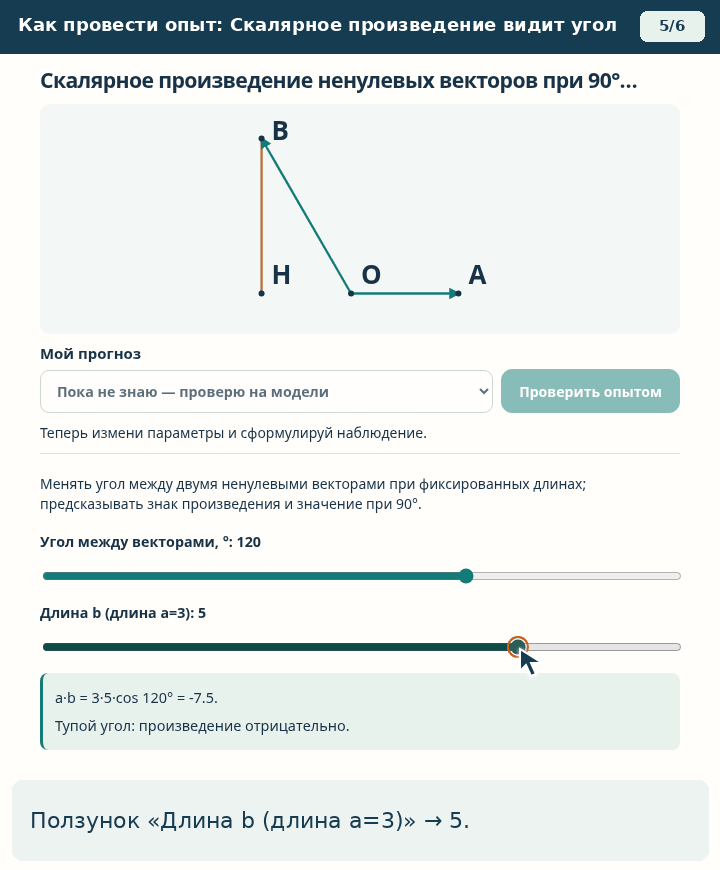 Как провести опыт: Скалярное произведение видит угол
5/6
Скалярное произведение ненулевых векторов при 90°…
B
H
O
A
Мой прогноз
Пока не знаю — проверю на модели
Проверить опытом
Теперь измени параметры и сформулируй наблюдение.
Менять угол между двумя ненулевыми векторами при фиксированных длинах;
предсказывать знак произведения и значение при 90°.
Угол между векторами, °: 120
Длина b (длина a=3): 5
a·b = 3·5·cos 120° = -7.5.
Тупой угол: произведение отрицательно.
Ползунок «Длина b (длина a=3)» → 5.